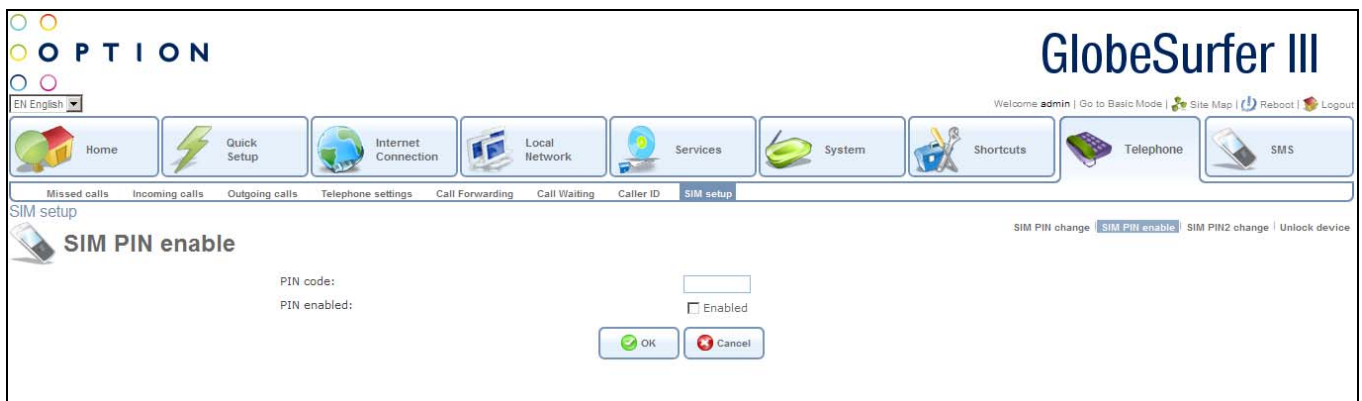 OPTION
GlobeSurfer III
EN English
Welcome admin | Go to Basic Mode | Site Map | Reboot | Logout
Home
Quick Setup
Internet Connection
Local Network
Services
System
Shortcuts
Telephone
SMS
Missed calls Incoming calls Outgoing calls Telephone settings Call Forwarding Call Waiting Caller ID SIM setup
SIM setup
SIM PIN change | SIM PIN enable | SIM PIN2 change | Unlock device
SIM PIN enable
PIN code:
PIN enabled: Enabled
OK Cancel